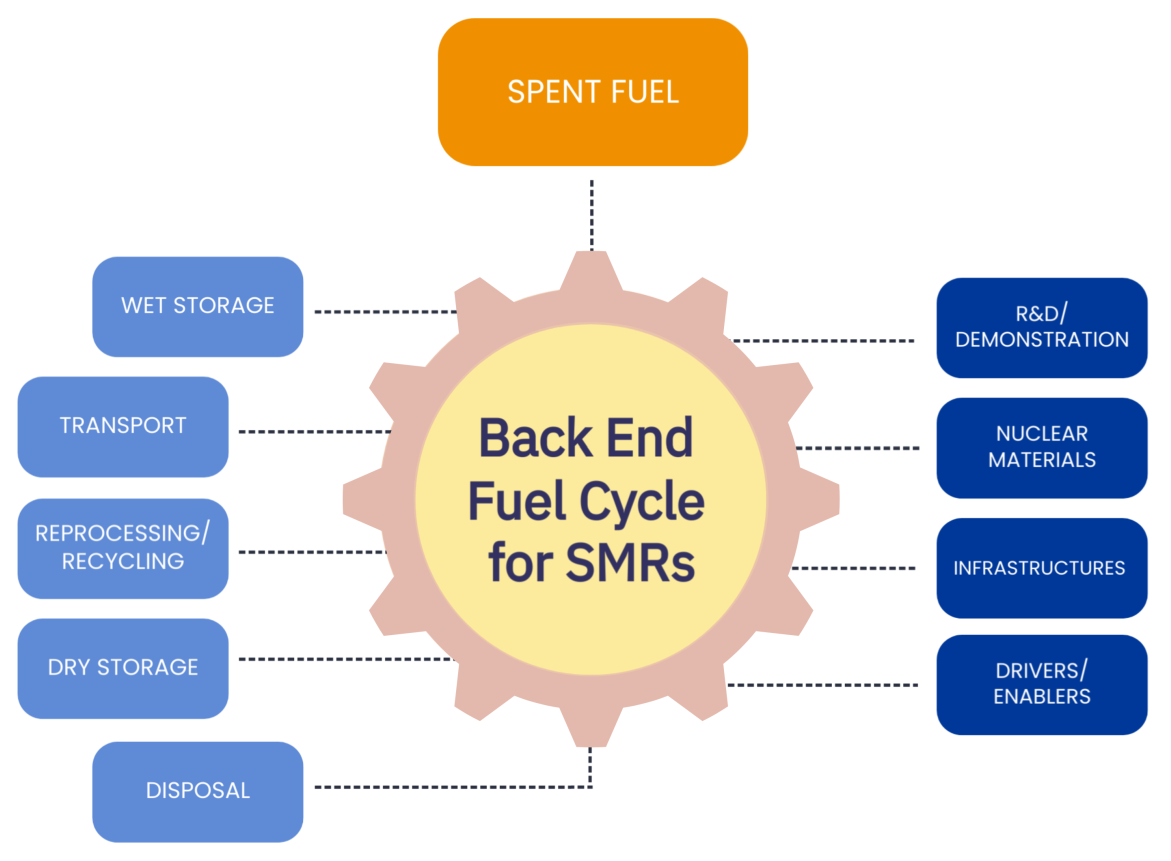 SPENT FUEL
WET STORAGE
TRANSPORT
REPROCESSING/
RECYCLING
DRY STORAGE
DISPOSAL
Back End
Fuel Cycle
for SMRs
R&D/
DEMONSTRATION
NUCLEAR
MATERIALS
INFRASTRUCTURES
DRIVERS/
ENABLERS